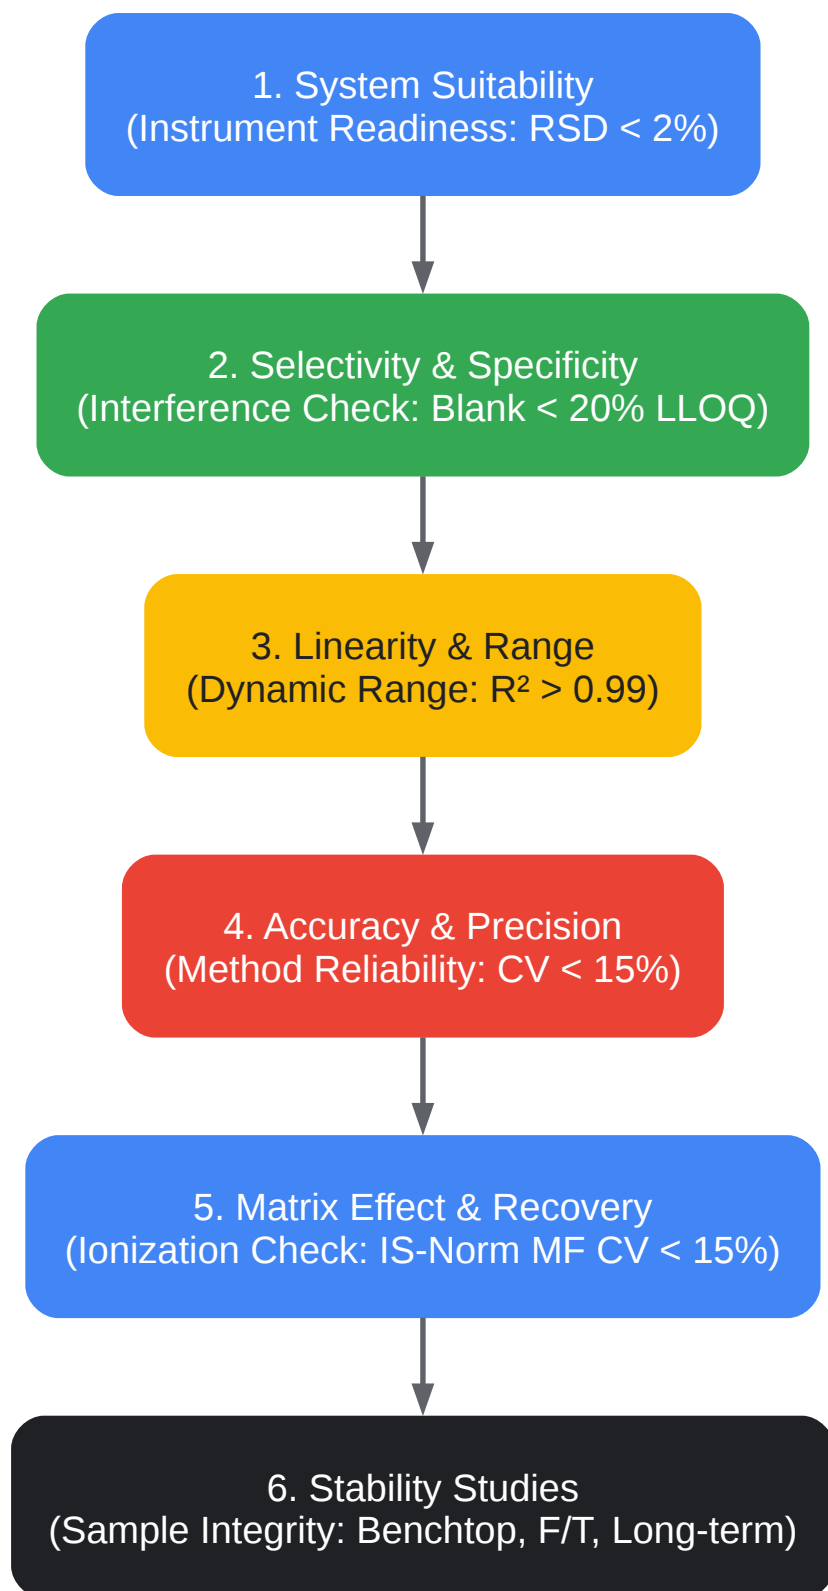 1. System Suitability
(Instrument Readiness: RSD < 2%)
2. Selectivity & Specificity
(Interference Check: Blank < 20% LLOQ)
3. Linearity & Range
(Dynamic Range: R² > 0.99)
4. Accuracy & Precision
(Method Reliability: CV < 15%)
5. Matrix Effect & Recovery
(Ionization Check: IS-Norm MF CV < 15%)
6. Stability Studies
(Sample Integrity: Benchtop, F/T, Long-term)